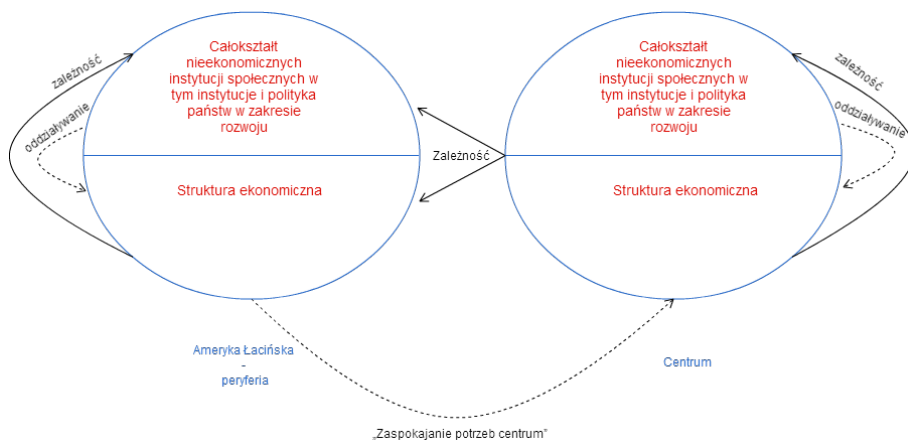 Całokształt
nieekonomicznych
instytucji społecznych w
tym instytucje i polityka
państw w zakresie
rozwoju
zależność
oddziaływanie
Struktura ekonomiczna
Zależność
Całokształt
nieekonomicznych
instytucji społecznych w
tym instytucje i polityka
państw w zakresie
rozwoju
zależność
oddziaływanie
Struktura ekonomiczna
Ameryka Łacińska
-
peryferia
Centrum
„Zaspokajanie potrzeb centrum”